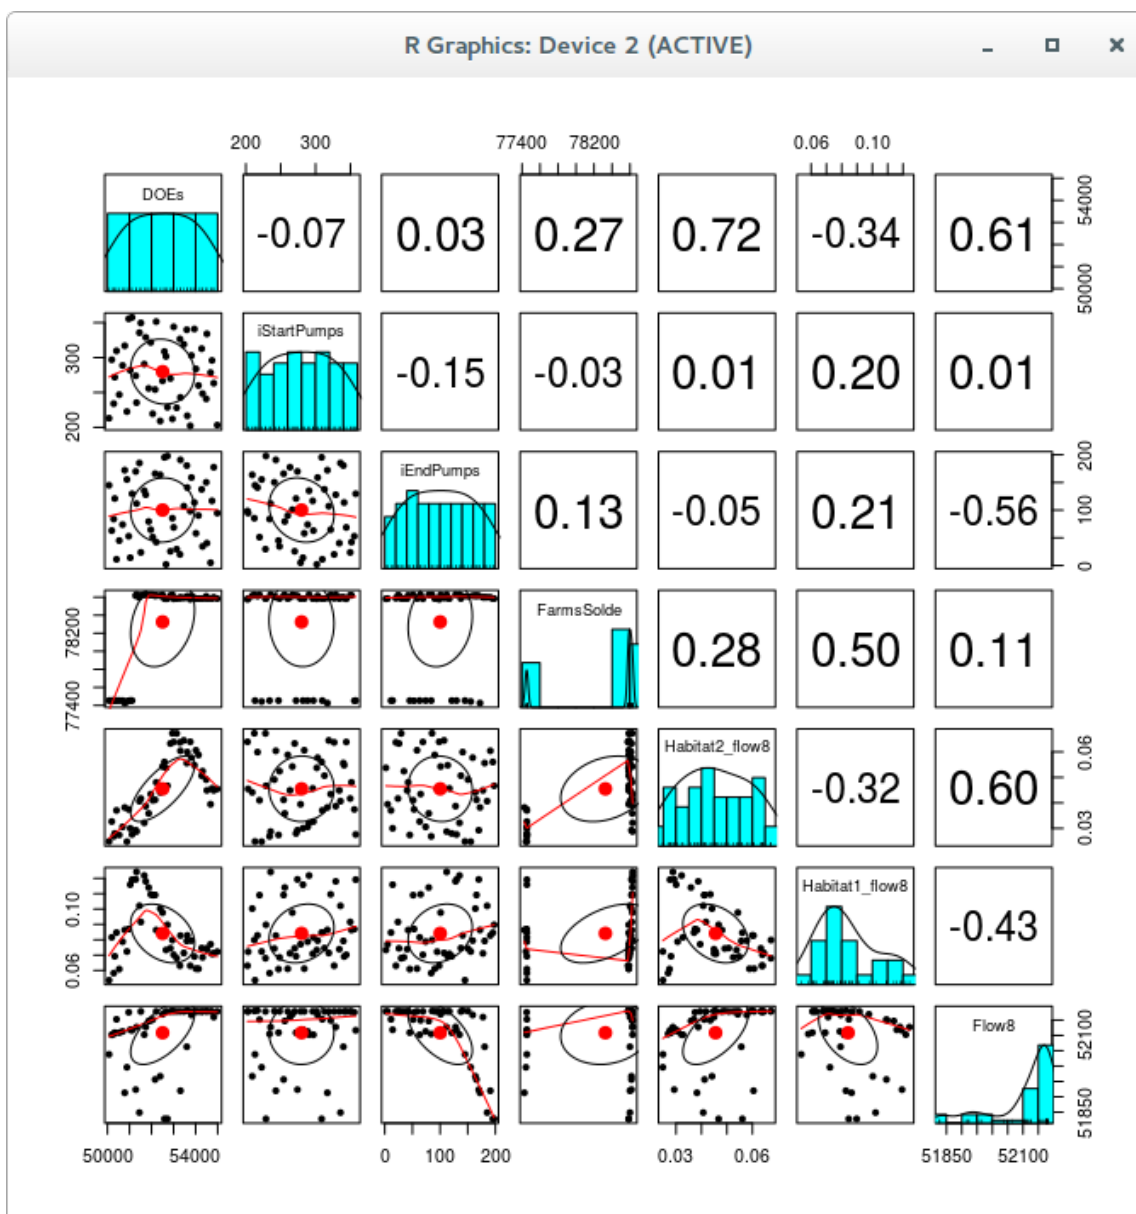 R Graphics: Device 2 (ACTIVE)
200 300 77400 78200 0.06 0.10
DOEs -0.07 0.03 0.27 0.72 -0.34 0.61 50000 54000
200 300 iStartPumps -0.15 -0.03 0.01 0.20 0.01
iEndPumps 0.13 -0.05 0.21 -0.56 0 100 200
77400 78200 FarmsSolde 0.28 0.50 0.11
Habitat2_flow8 -0.32 0.60 0.03 0.06
0.06 0.10 Habitat1_flow8 -0.43
Flow8 51850 52100
50000 54000 0 100 200 0.03 0.06 51850 52100